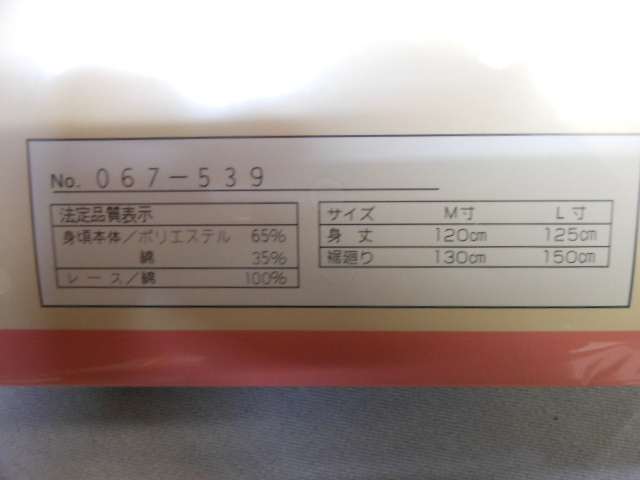 No. 067-539
法定品質表示
身頃本体/ポリエステル 65%
綿 35%
レース/綿 100%
サイズ M寸 L寸
身丈 120cm 125cm
裾廻り 130cm 150cm